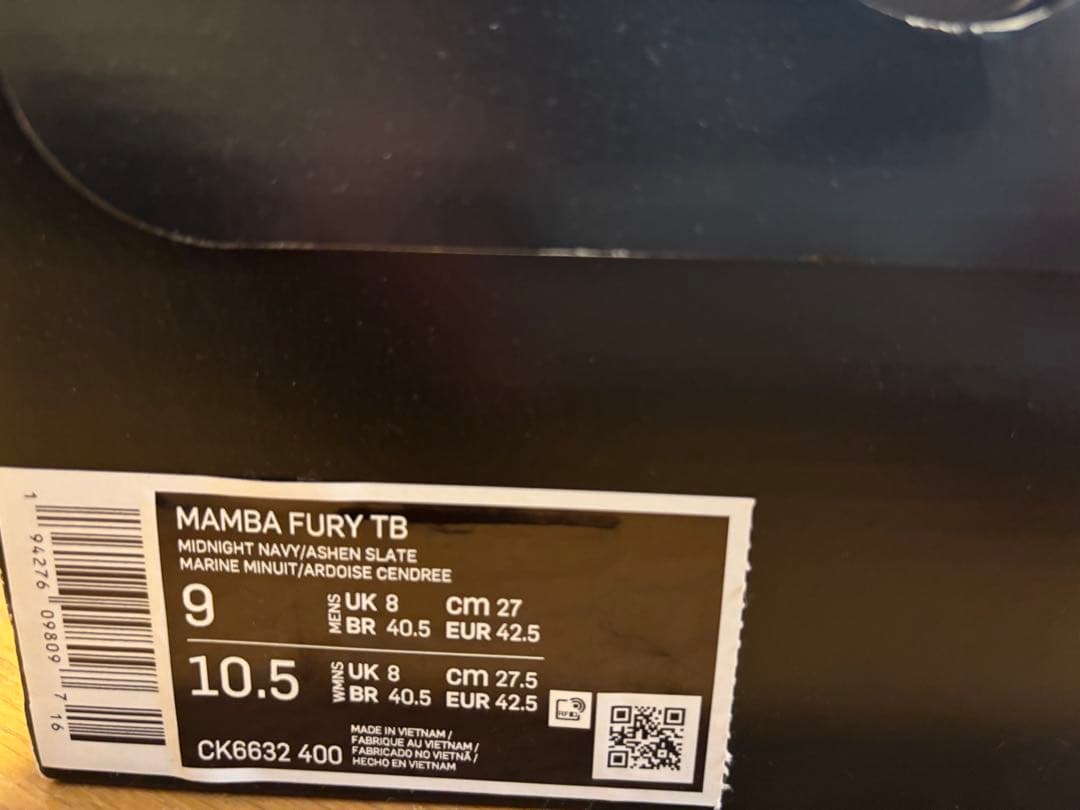 MAMBA FURY TB
MIDNIGHT NAVY/ASHEN SLATE
MARINE MINUIT/ARDOISE CENDREE
9 MENS UK 8 cm 27
BR 40.5 EUR 42.5
10.5 WMNS UK 8 cm 27.5
BR 40.5 EUR 42.5
RFID
CK6632 400
MADE IN VIETNAM /
FABRIQUE AU VIETNAM /
FABRICADO NO VIETNÃ /
HECHO EN VIETNAM
1 94276 09809 7 16